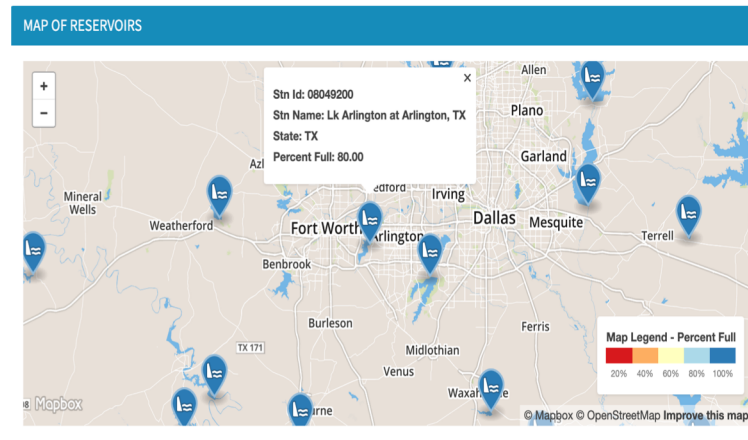 MAP OF RESERVOIRS
+
−
×
Stn Id: 08049200
Stn Name: Lk Arlington at Arlington, TX
State: TX
Percent Full: 80.00
Allen
Plano
Garland
Irving
Mineral
Wells
Weatherford
Fort Worth
Arlington
Dallas
Mesquite
Terrell
Benbrook
Burleson
Ferris
TX 171
Midlothian
Venus
Map Legend - Percent Full
20% 40% 60% 80% 100%
Mapbox
© Mapbox © OpenStreetMap Improve this map